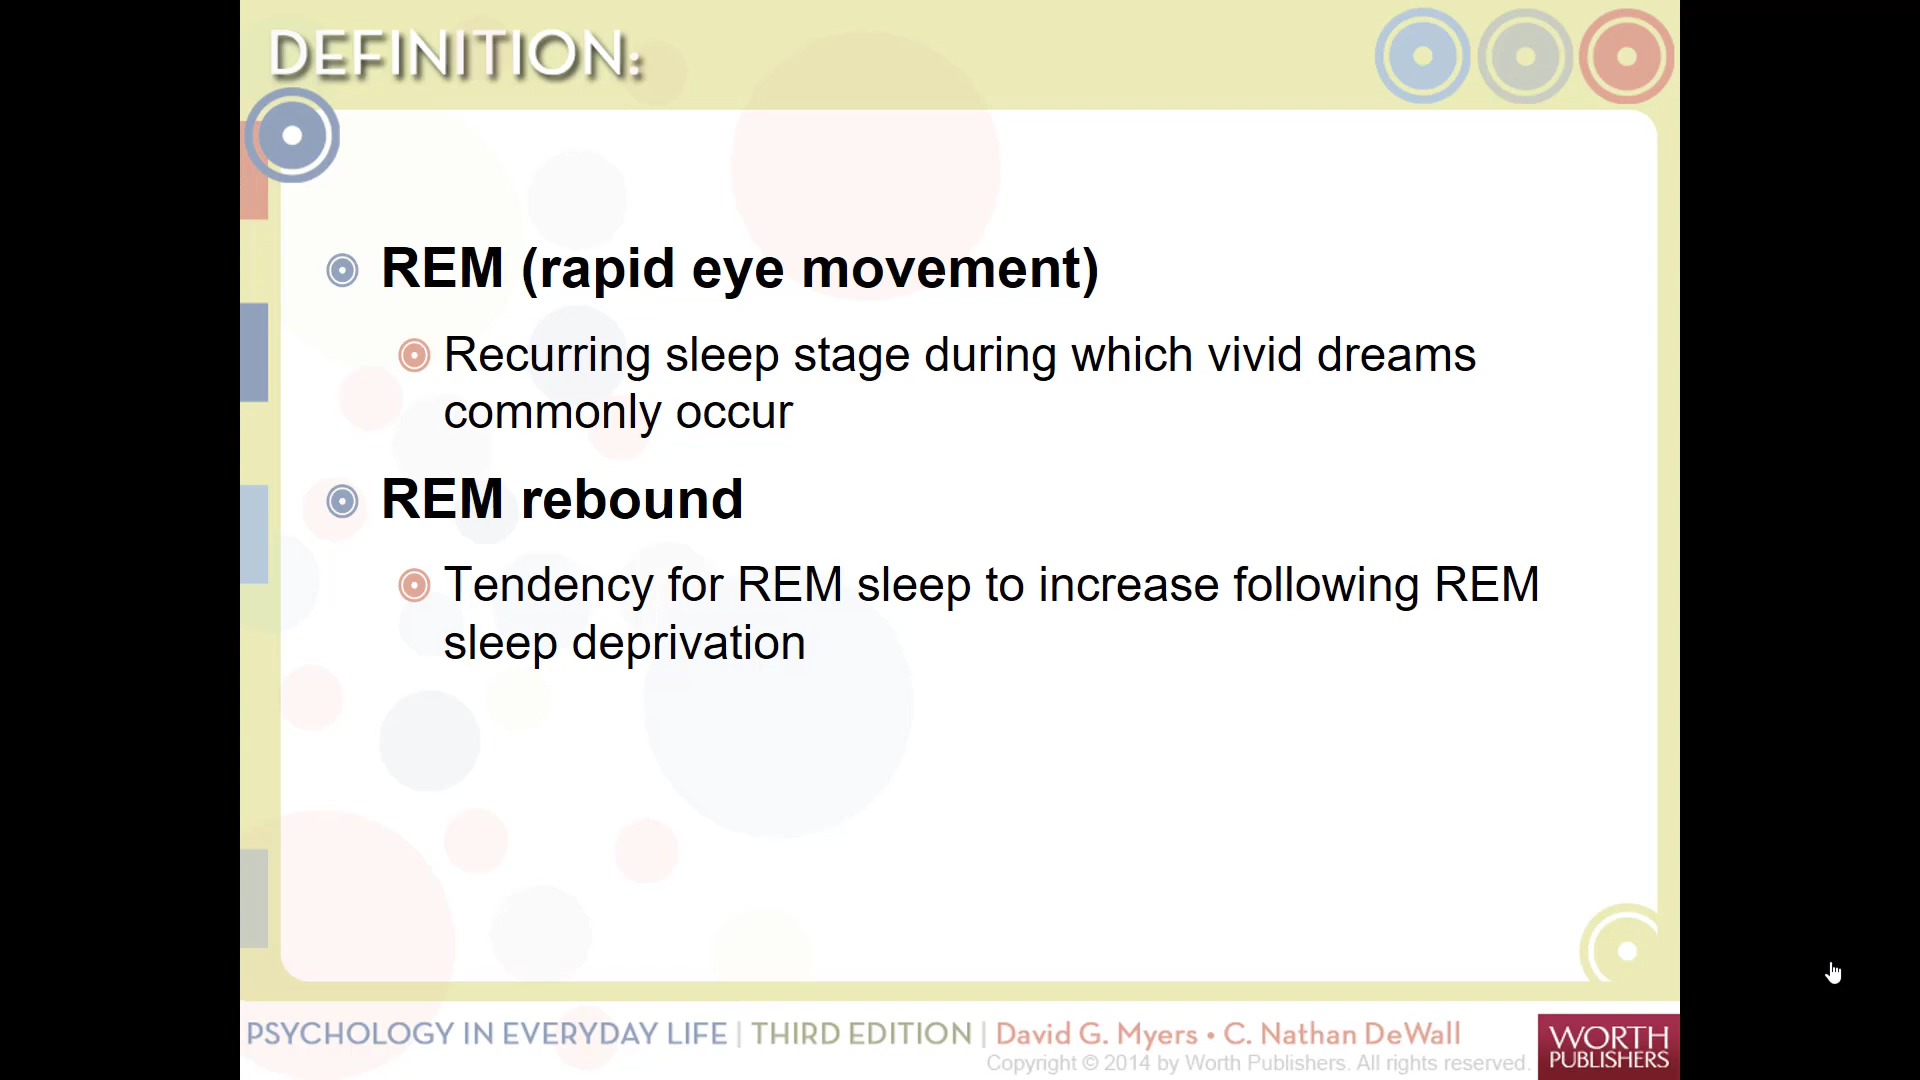 DEFINITION:
REM (rapid eye movement)
Recurring sleep stage during which vivid dreams
commonly occur
REM rebound
Tendency for REM sleep to increase following REM
sleep deprivation
PSYCHOLOGY IN EVERYDAY LIFE | THIRD EDITION | David G. Myers • C. Nathan DeWall
Copyright © 2014 by Worth Publishers. All rights reserved.
WORTH
PUBLISHERS